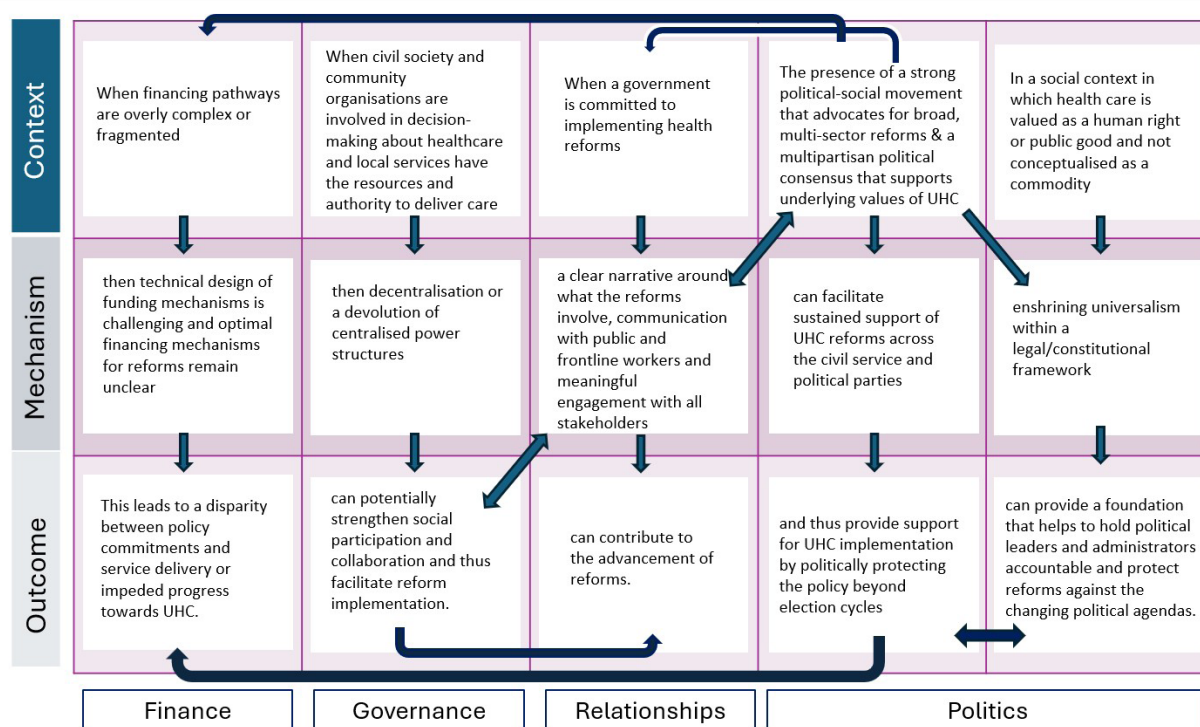 Context
When financing pathways
are overly complex or
fragmented
When civil society and
community
organisations are
involved in decision-
making about healthcare
and local services have
the resources and
authority to deliver care
When a government
is committed to
implementing health
reforms
The presence of a strong
political-social movement
that advocates for broad,
multi-sector reforms & a
multipartisan political
consensus that supports
underlying values of UHC
In a social context in
which health care is
valued as a human right
or public good and not
conceptualised as a
commodity
Mechanism
then technical design of
funding mechanisms is
challenging and optimal
financing mechanisms
for reforms remain
unclear
then decentralisation or
a devolution of
centralised power
structures
a clear narrative around
what the reforms
involve, communication
with public and
frontline workers and
meaningful
engagement with all
stakeholders
can facilitate
sustained support of
UHC reforms across
the civil service and
political parties
enshrining universalism
within a
legal/constitutional
framework
Outcome
This leads to a disparity
between policy
commitments and
service delivery or
impeded progress
towards UHC.
can potentially
strengthen social
participation and
collaboration and thus
facilitate reform
implementation.
can contribute to
the advancement of
reforms.
and thus provide support
for UHC implementation
by politically protecting
the policy beyond
election cycles
can provide a foundation
that helps to hold political
leaders and administrators
accountable and protect
reforms against the
changing political agendas.
Finance
Governance
Relationships
Politics